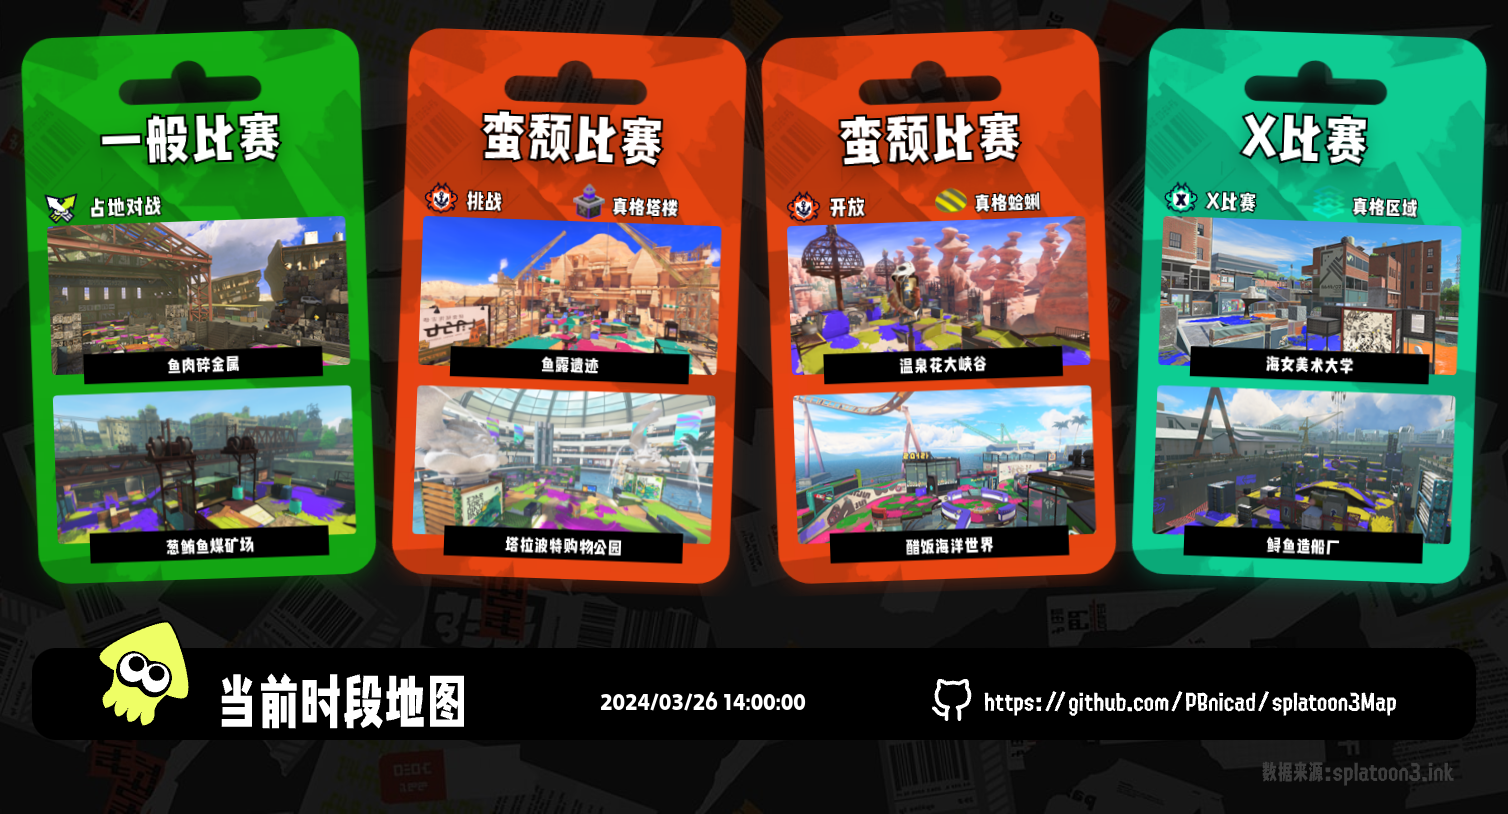 一般比赛
占地对战
鱼肉碎金属
葱鲔鱼煤矿场
蛮颓比赛
挑战
真格塔楼
鱼露遗迹
塔拉波特购物公园
蛮颓比赛
开放
真格蛤蜊
温泉花大峡谷
醋饭海洋世界
X比赛
X比赛
真格区域
海女美术大学
鲟鱼造船厂
当前时段地图
2024/03/26 14:00:00
https://github.com/PBnicad/splatoon3Map
数据来源:splatoon3.ink